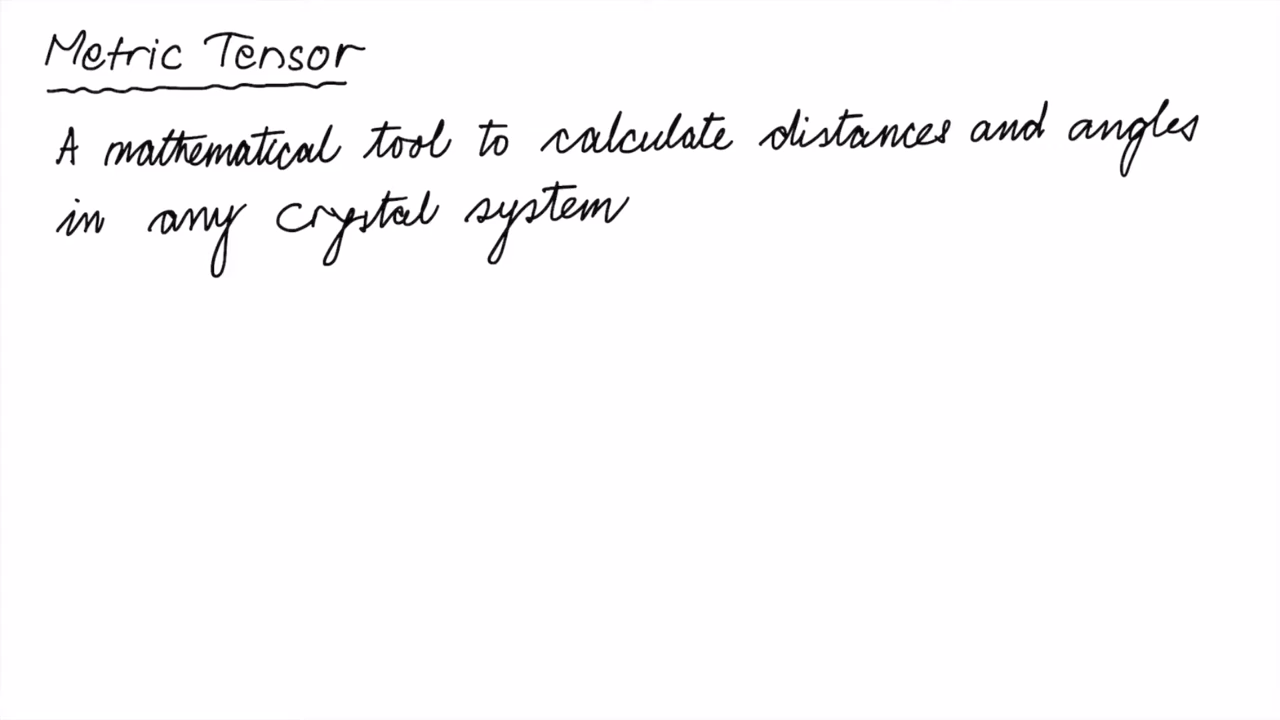 Metric Tensor
A mathematical tool to calculate distances and angles
in any crystal system